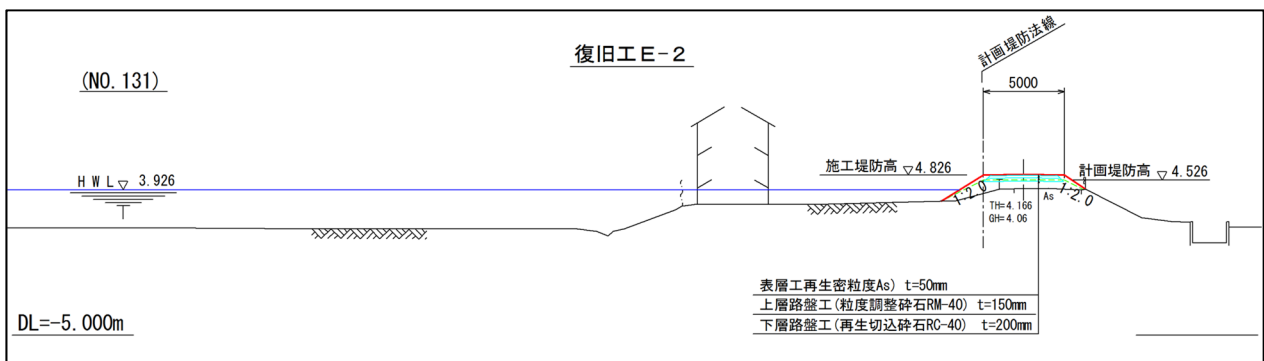 復旧工E-2
計画堤防法線
(NO.131)
5000
施工堤防高 ▽4.826
計画堤防高 ▽4.526
HWL▽ 3.926
1:2.0
1:2.0
As
TH=4.166
GH=4.06
表層工再生密粒度As) t=50mm
上層路盤工(粒度調整砕石RM-40) t=150mm
下層路盤工(再生切込砕石RC-40) t=200mm
DL=-5.000m